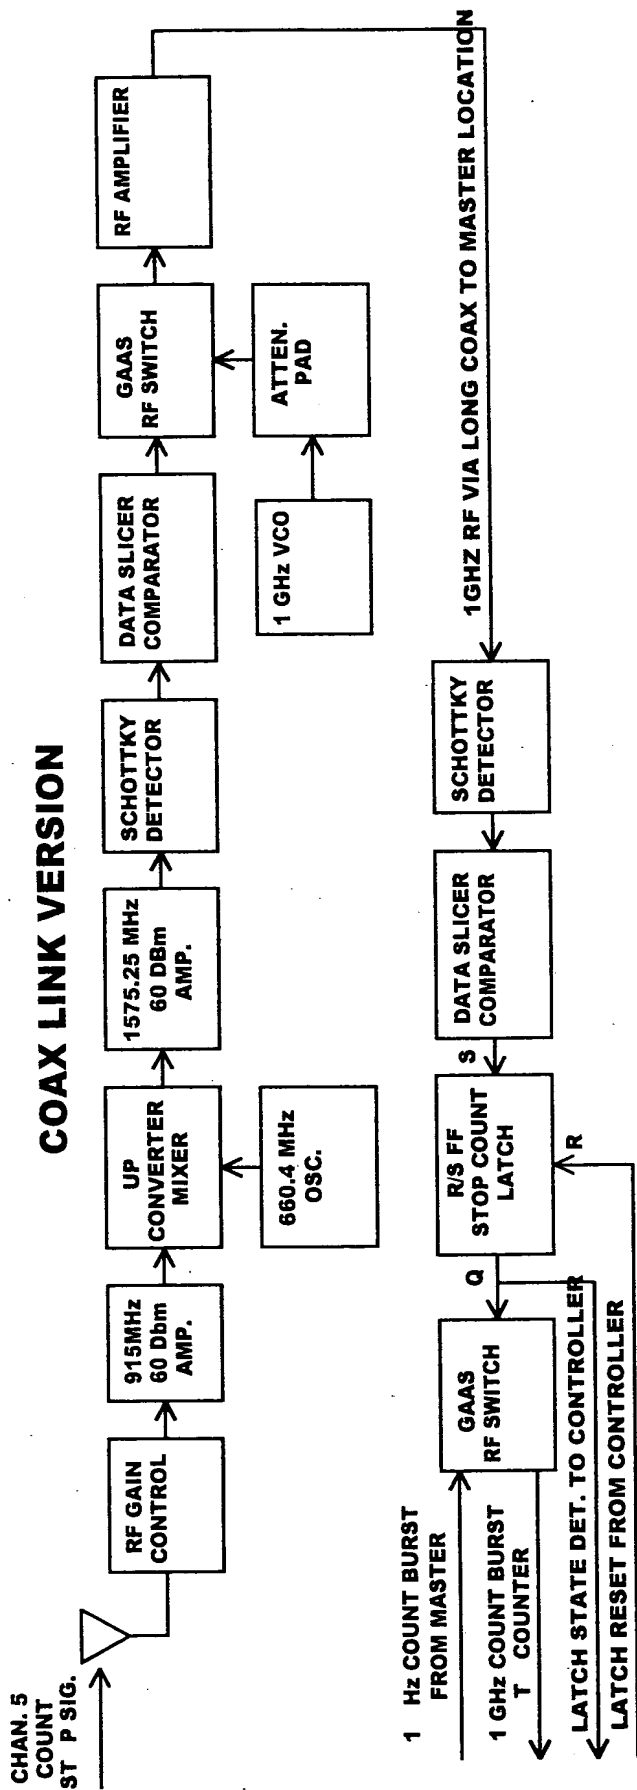 COAX LINK VERSION
CHAN. 5
COUNT
ST P SIG.
RF GAIN
CONTROL
915MHz
60 Dbm
AMP.
UP
CONVERTER
MIXER
660.4 MHz
OSC.
1575.25 MHz
60 DBm
AMP.
SCHOTTKY
DETECTOR
DATA SLICER
COMPARATOR
GAAS
RF SWITCH
ATTEN.
PAD
1 GHz VCO
RF AMPLIFIER
1GHZ RF VIA LONG COAX TO MASTER LOCATION
SCHOTTKY
DETECTOR
DATA SLICER
COMPARATOR
S
R/S FF
STOP COUNT
LATCH
R
Q
GAAS
RF SWITCH
1 Hz COUNT BURST
FROM MASTER
1 GHz COUNT BURST
T COUNTER
LATCH STATE DET. TO CONTROLLER
LATCH RESET FROM CONTROLLER